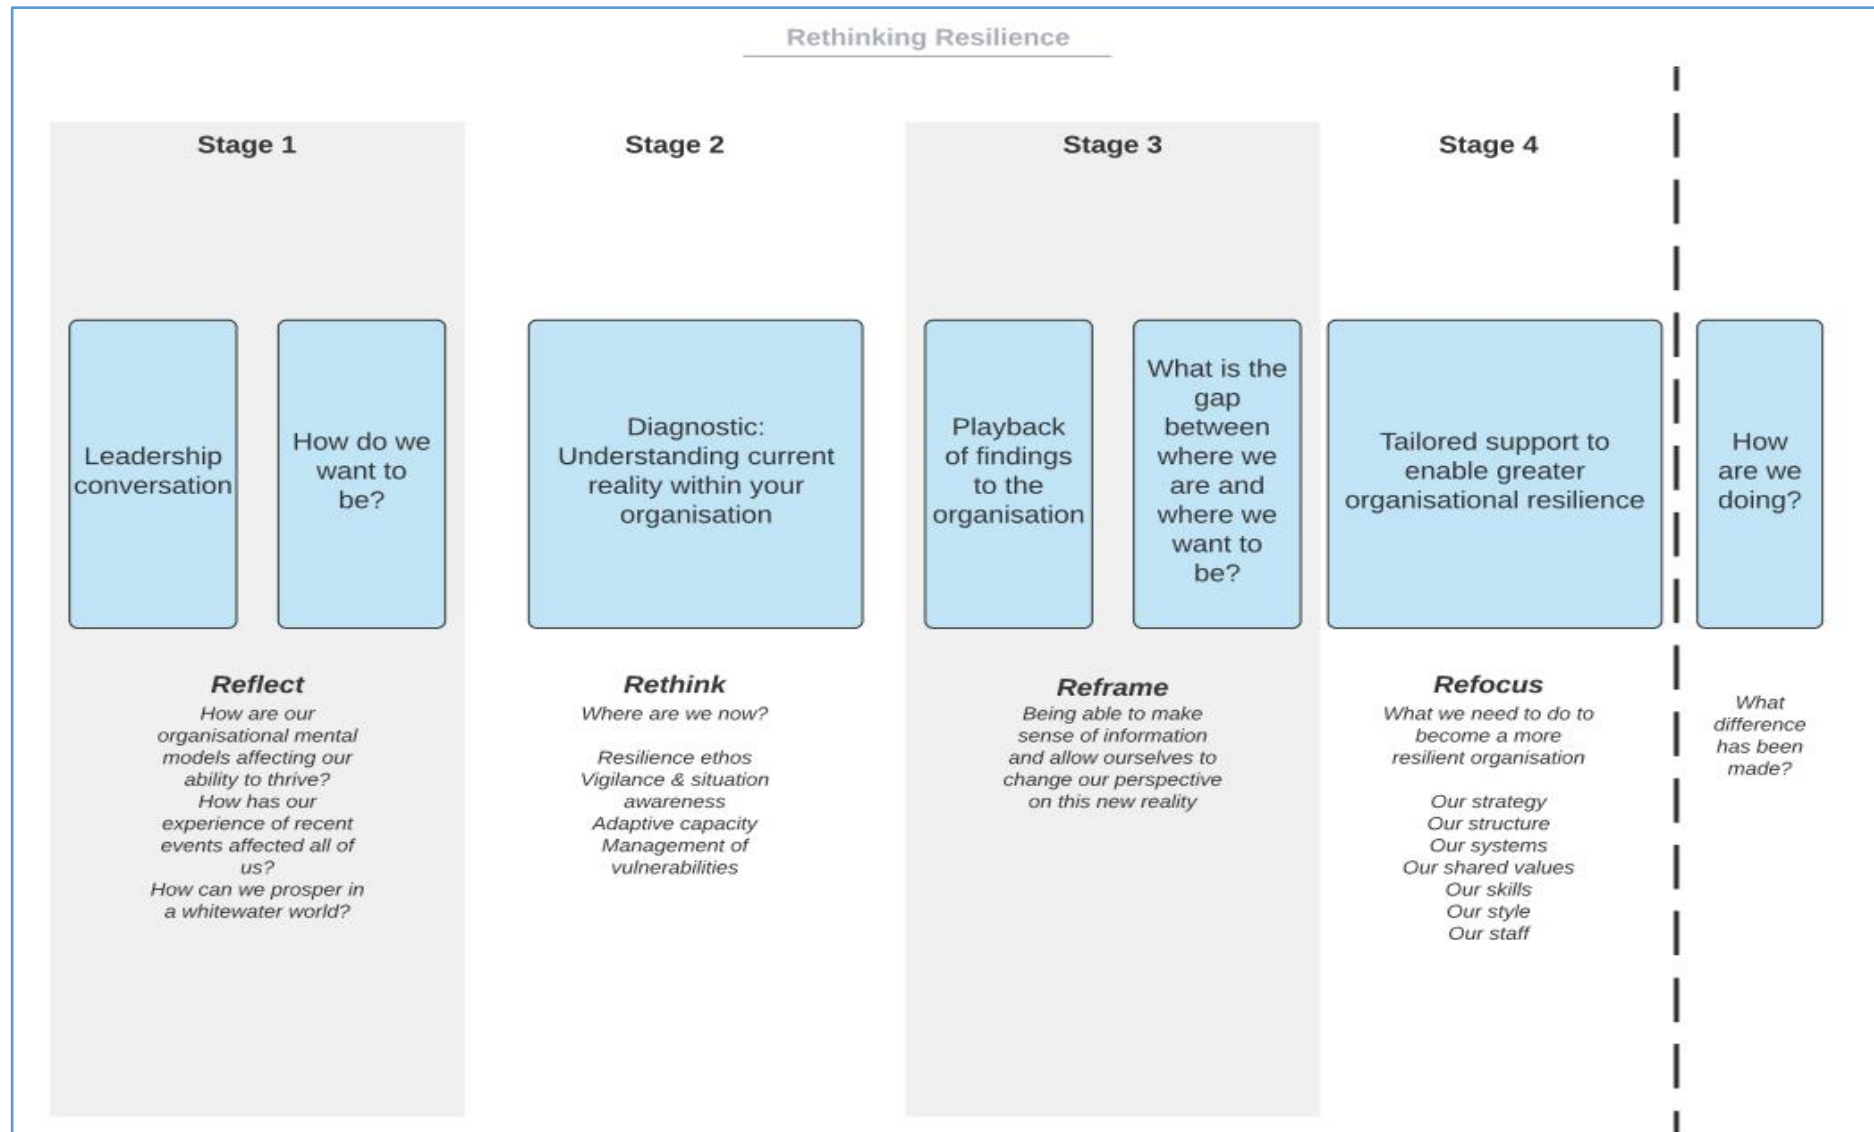 Rethinking Resilience
Stage 1
Stage 2
Stage 3
Stage 4
Leadership
conversation
How do we
want to
be?
Diagnostic:
Understanding current
reality within your
organisation
Playback
of findings
to the
organisation
What is the
gap
between
where we
are and
where we
want to
be?
Tailored support to
enable greater
organisational resilience
How
are we
doing?
Reflect
How are our
organisational mental
models affecting our
ability to thrive?
How has our
experience of recent
events affected all of
us?
How can we prosper in
a whitewater world?
Rethink
Where are we now?
Resilience ethos
Vigilance & situation
awareness
Adaptive capacity
Management of
vulnerabilities
Reframe
Being able to make
sense of information
and allow ourselves to
change our perspective
on this new reality
Refocus
What we need to do to
become a more
resilient organisation
Our strategy
Our structure
Our systems
Our shared values
Our skills
Our style
Our staff
What
difference
has been
made?